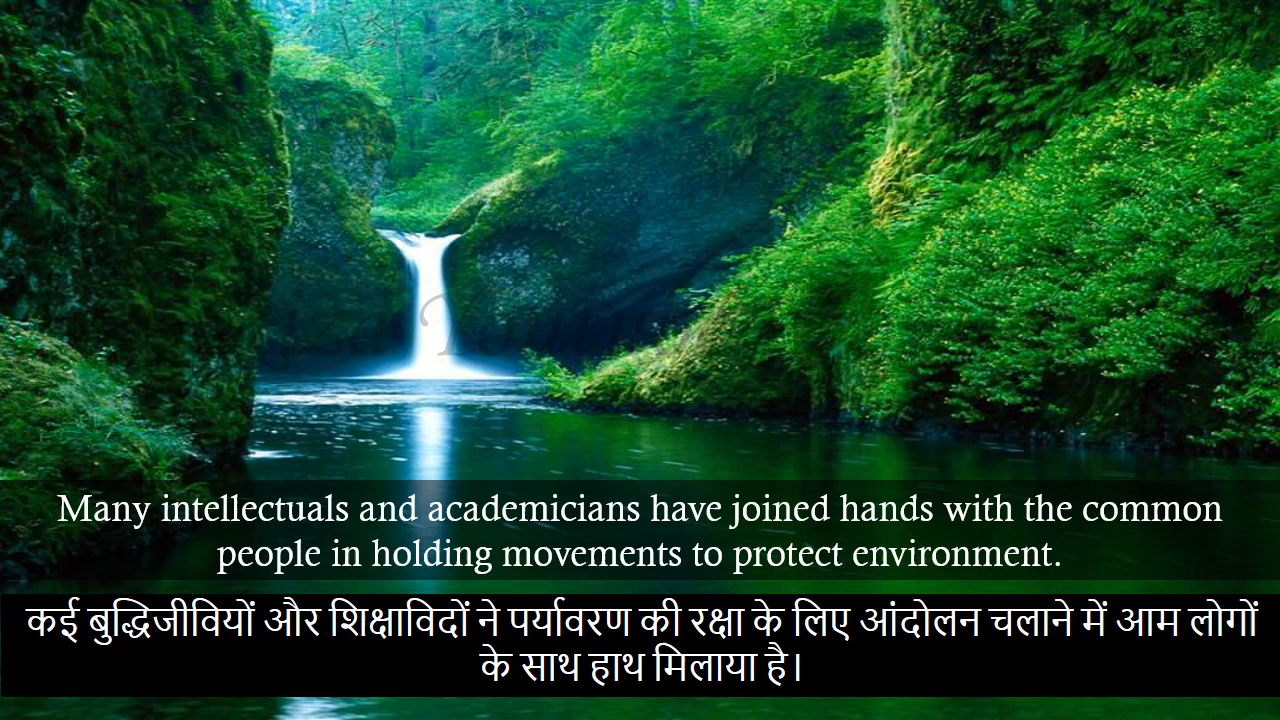 Many intellectuals and academicians have joined hands with the common
people in holding movements to protect environment.
कई बुद्धिजीवियों और शिक्षाविदों ने पर्यावरण की रक्षा के लिए आंदोलन चलाने में आम लोगों
के साथ हाथ मिलाया है।